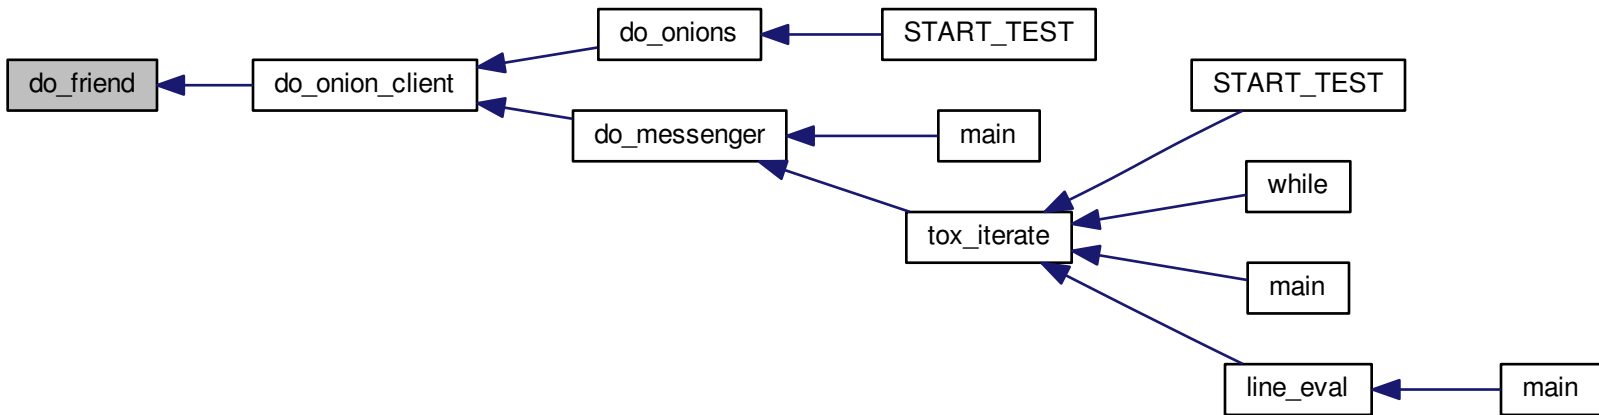 do_onions
START_TEST
do_friend
do_onion_client
START_TEST
do_messenger
main
while
tox_iterate
main
line_eval
main